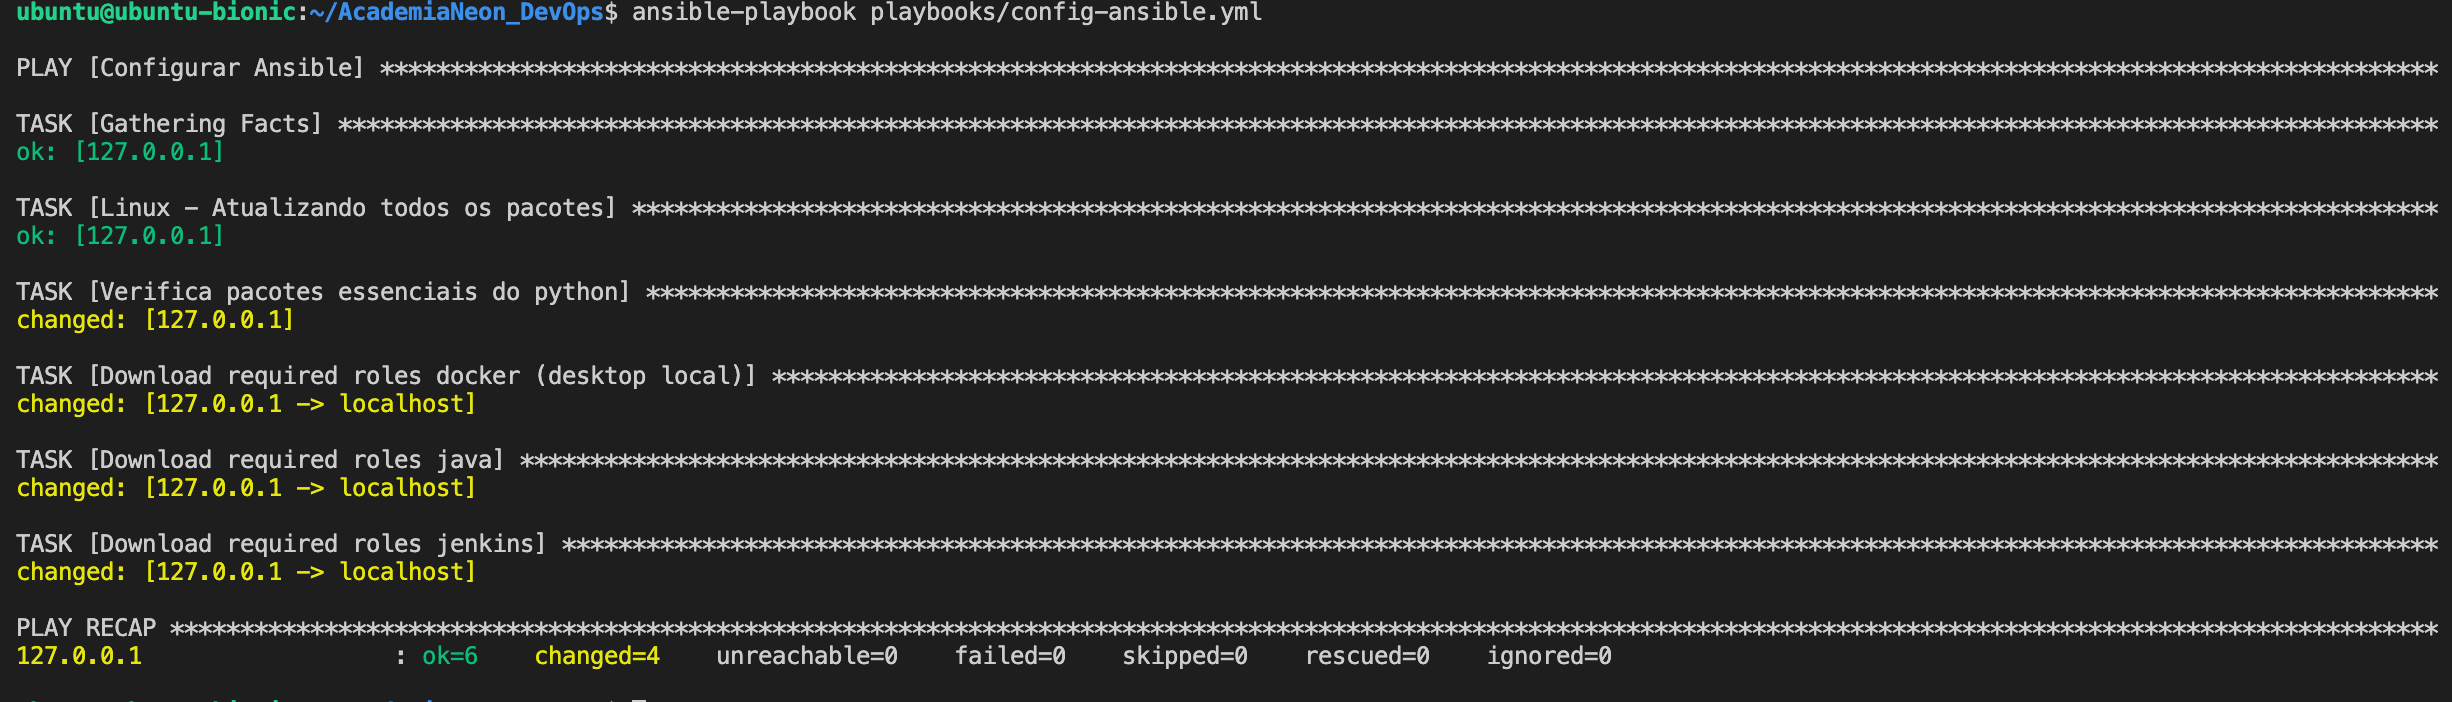 ubuntu@ubuntu-bionic:~/AcademiaNeon_DevOps$ ansible-playbook playbooks/config-ansible.yml
PLAY [Configurar Ansible] ***************************************************************************************************************************************************
TASK [Gathering Facts] ******************************************************************************************************************************************************
ok: [127.0.0.1]
TASK [Linux - Atualizando todos os pacotes] *********************************************************************************************************************************
ok: [127.0.0.1]
TASK [Verifica pacotes essenciais do python] ********************************************************************************************************************************
changed: [127.0.0.1]
TASK [Download required roles docker (desktop local)] ***********************************************************************************************************************
changed: [127.0.0.1 -> localhost]
TASK [Download required roles java] *****************************************************************************************************************************************
changed: [127.0.0.1 -> localhost]
TASK [Download required roles jenkins] **************************************************************************************************************************************
changed: [127.0.0.1 -> localhost]
PLAY RECAP ******************************************************************************************************************************************************************
127.0.0.1                  : ok=6    changed=4    unreachable=0    failed=0    skipped=0    rescued=0    ignored=0